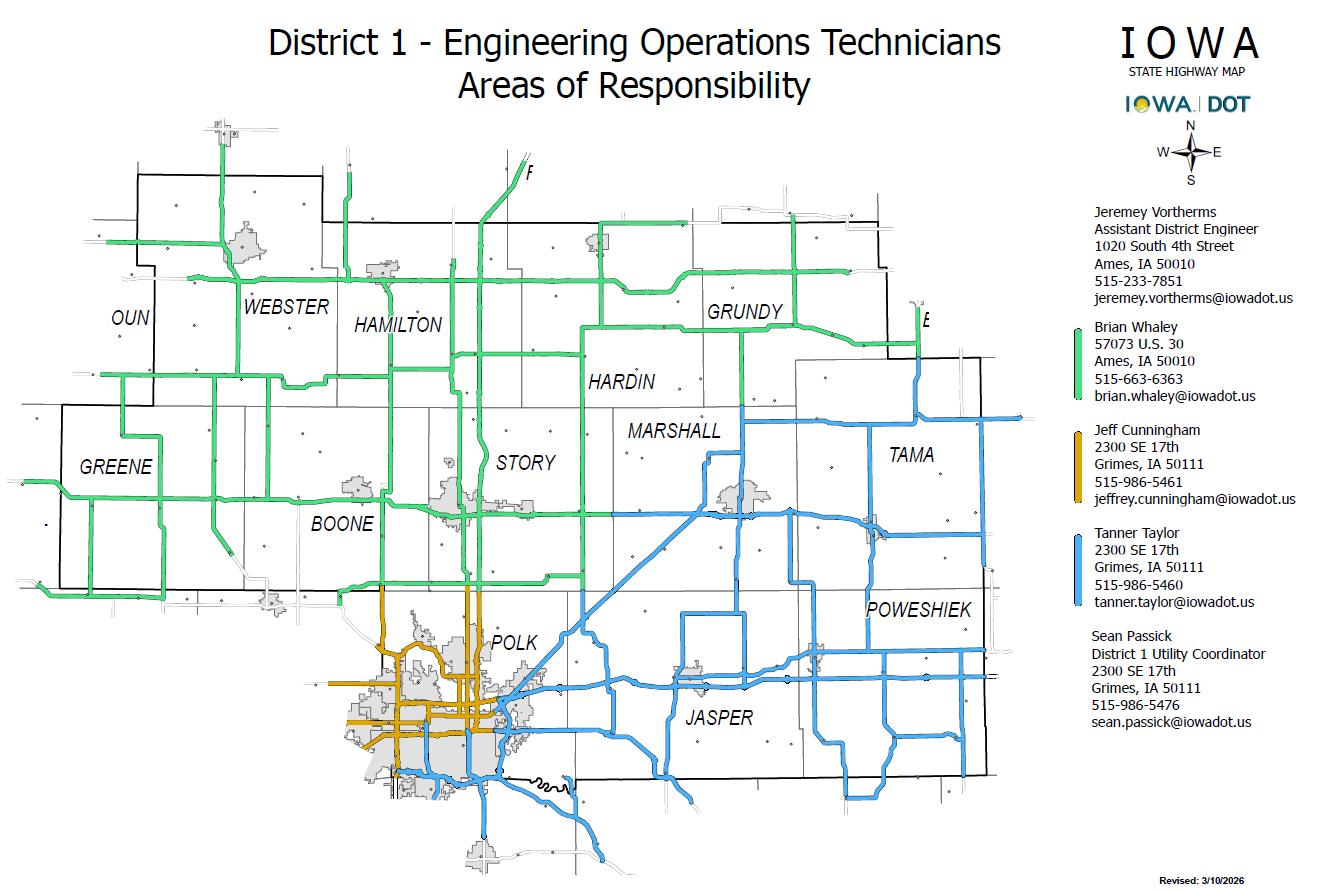 District 1 - Engineering Operations Technicians
Areas of Responsibility
IOWA
STATE HIGHWAY MAP
IOWA DOT
N
W E
S
Jeremey Vortherms
Assistant District Engineer
1020 South 4th Street
Ames, IA 50010
515-233-7851
jeremey.vortherms@iowadot.us
Brian Whaley
57073 U.S. 30
Ames, IA 50010
515-663-6363
brian.whaley@iowadot.us
Jeff Cunningham
2300 SE 17th
Grimes, IA 50111
515-986-5461
jeffrey.cunningham@iowadot.us
Tanner Taylor
2300 SE 17th
Grimes, IA 50111
515-986-5460
tanner.taylor@iowadot.us
Sean Passick
District 1 Utility Coordinator
2300 SE 17th
Grimes, IA 50111
515-986-5476
sean.passick@iowadot.us
OUN
WEBSTER
HAMILTON
GRUNDY
HARDIN
MARSHALL
TAMA
GREENE
STORY
BOONE
POWESHIEK
POLK
JASPER
Revised: 3/10/2026